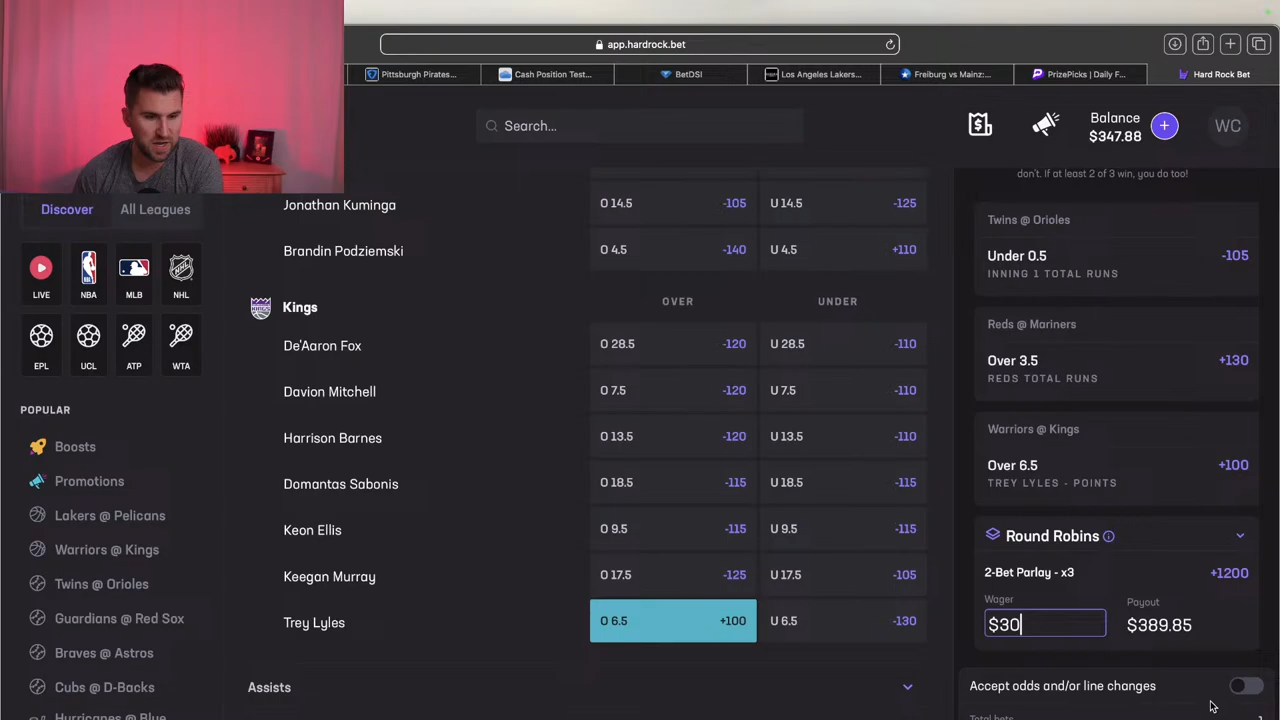 app.hardrock.bet
Pittsburgh Pirates...
Cash Position Test...
BetDSI
Los Angeles Lakers...
Freiburg vs Mainz:...
PrizePicks | Daily F...
Hard Rock Bet
Search...
Balance
$347.88
WC
Discover
All Leagues
LIVE
NBA
MLB
NHL
EPL
UCL
ATP
WTA
POPULAR
Boosts
Promotions
Lakers @ Pelicans
Warriors @ Kings
Twins @ Orioles
Guardians @ Red Sox
Braves @ Astros
Cubs @ D-Backs
Hurricanes @ Blue
Jonathan Kuminga
O 14.5 -105
U 14.5 -125
Brandin Podziemski
O 4.5 -140
U 4.5 +110
Kings
OVER
UNDER
De'Aaron Fox
O 28.5 -120
U 28.5 -110
Davion Mitchell
O 7.5 -120
U 7.5 -110
Harrison Barnes
O 13.5 -120
U 13.5 -110
Domantas Sabonis
O 18.5 -115
U 18.5 -115
Keon Ellis
O 9.5 -115
U 9.5 -115
Keegan Murray
O 17.5 -125
U 17.5 -105
Trey Lyles
O 6.5 +100
U 6.5 -130
Assists
don't. If at least 2 of 3 win, you do too!
Twins @ Orioles
Under 0.5 -105
INNING 1 TOTAL RUNS
Reds @ Mariners
Over 3.5 +130
REDS TOTAL RUNS
Warriors @ Kings
Over 6.5 +100
TREY LYLES - POINTS
Round Robins
2-Bet Parlay - x3 +1200
Wager
Payout
$30
$389.85
Accept odds and/or line changes
Total bets